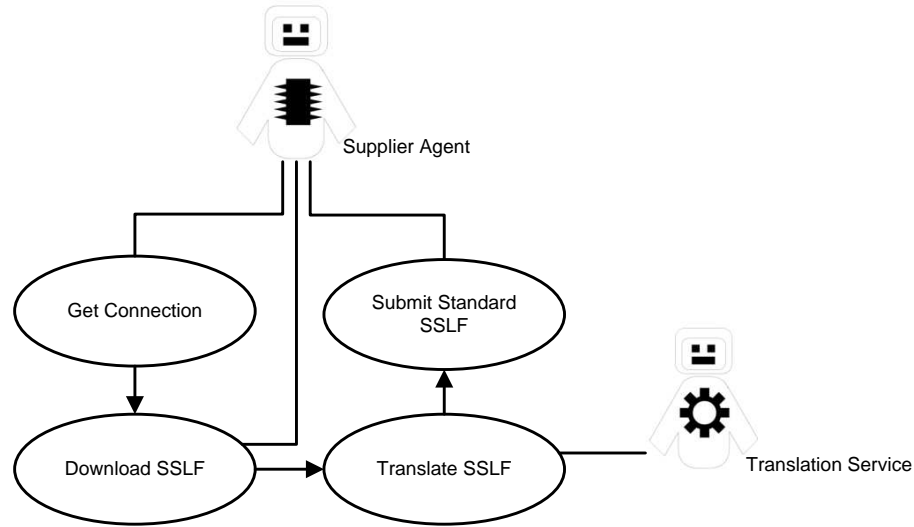 Supplier Agent
Get Connection
Submit Standard
SSLF
Download SSLF
Translate SSLF
Translation Service